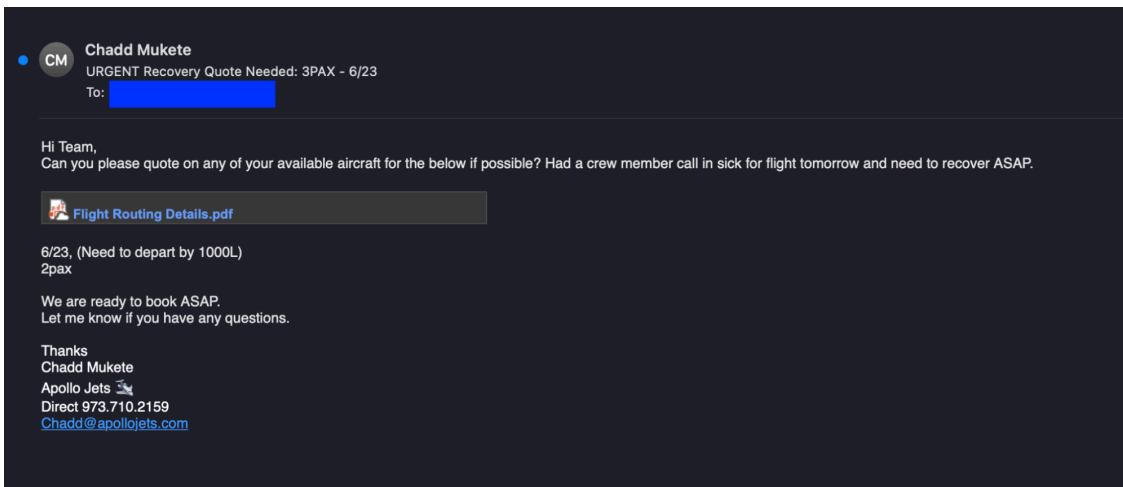 CM
Chadd Mukete
URGENT Recovery Quote Needed: 3PAX - 6/23
To:
Hi Team,
Can you please quote on any of your available aircraft for the below if possible? Had a crew member call in sick for flight tomorrow and need to recover ASAP.
Flight Routing Details.pdf
6/23, (Need to depart by 1000L)
2pax
We are ready to book ASAP.
Let me know if you have any questions.
Thanks
Chadd Mukete
Apollo Jets
Direct 973.710.2159
Chadd@apollojets.com